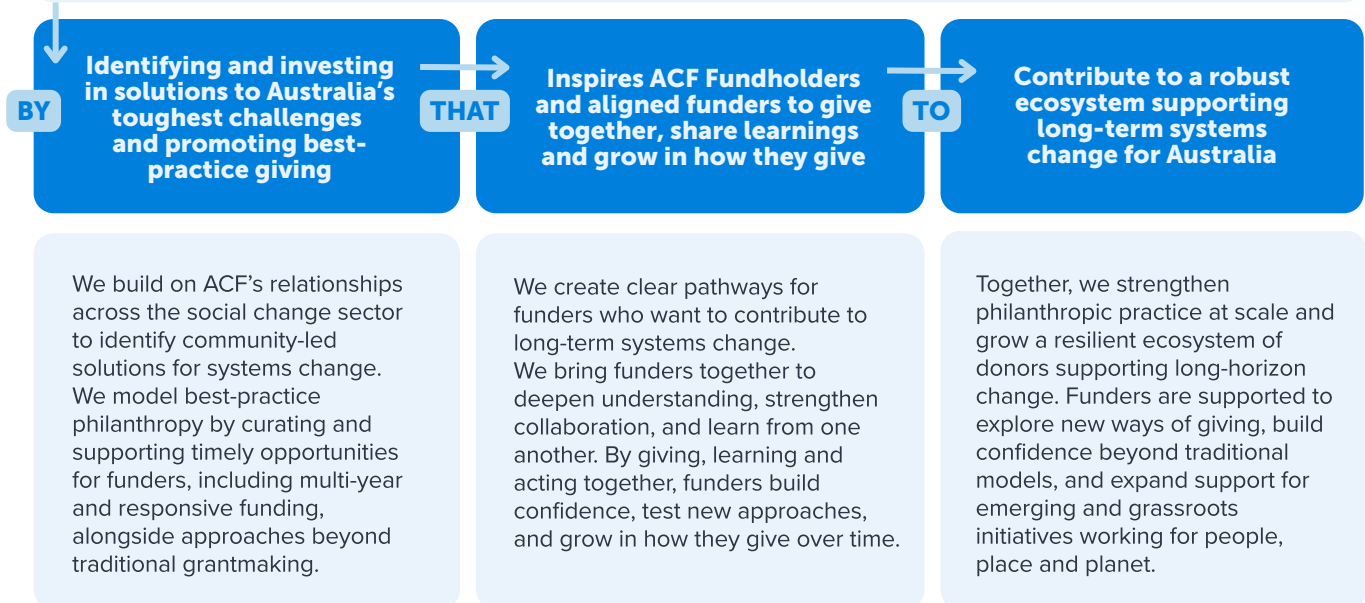 BY
Identifying and investing
in solutions to Australia’s
toughest challenges
and promoting best-
practice giving
THAT
Inspires ACF Fundholders
and aligned funders to give
together, share learnings
and grow in how they give
TO
Contribute to a robust
ecosystem supporting
long-term systems
change for Australia
We build on ACF’s relationships
across the social change sector
to identify community-led
solutions for systems change.
We model best-practice
philanthropy by curating and
supporting timely opportunities
for funders, including multi-year
and responsive funding,
alongside approaches beyond
traditional grantmaking.
We create clear pathways for
funders who want to contribute to
long-term systems change.
We bring funders together to
deepen understanding, strengthen
collaboration, and learn from one
another. By giving, learning and
acting together, funders build
confidence, test new approaches,
and grow in how they give over time.
Together, we strengthen
philanthropic practice at scale and
grow a resilient ecosystem of
donors supporting long-horizon
change. Funders are supported to
explore new ways of giving, build
confidence beyond traditional
models, and expand support for
emerging and grassroots
initiatives working for people,
place and planet.